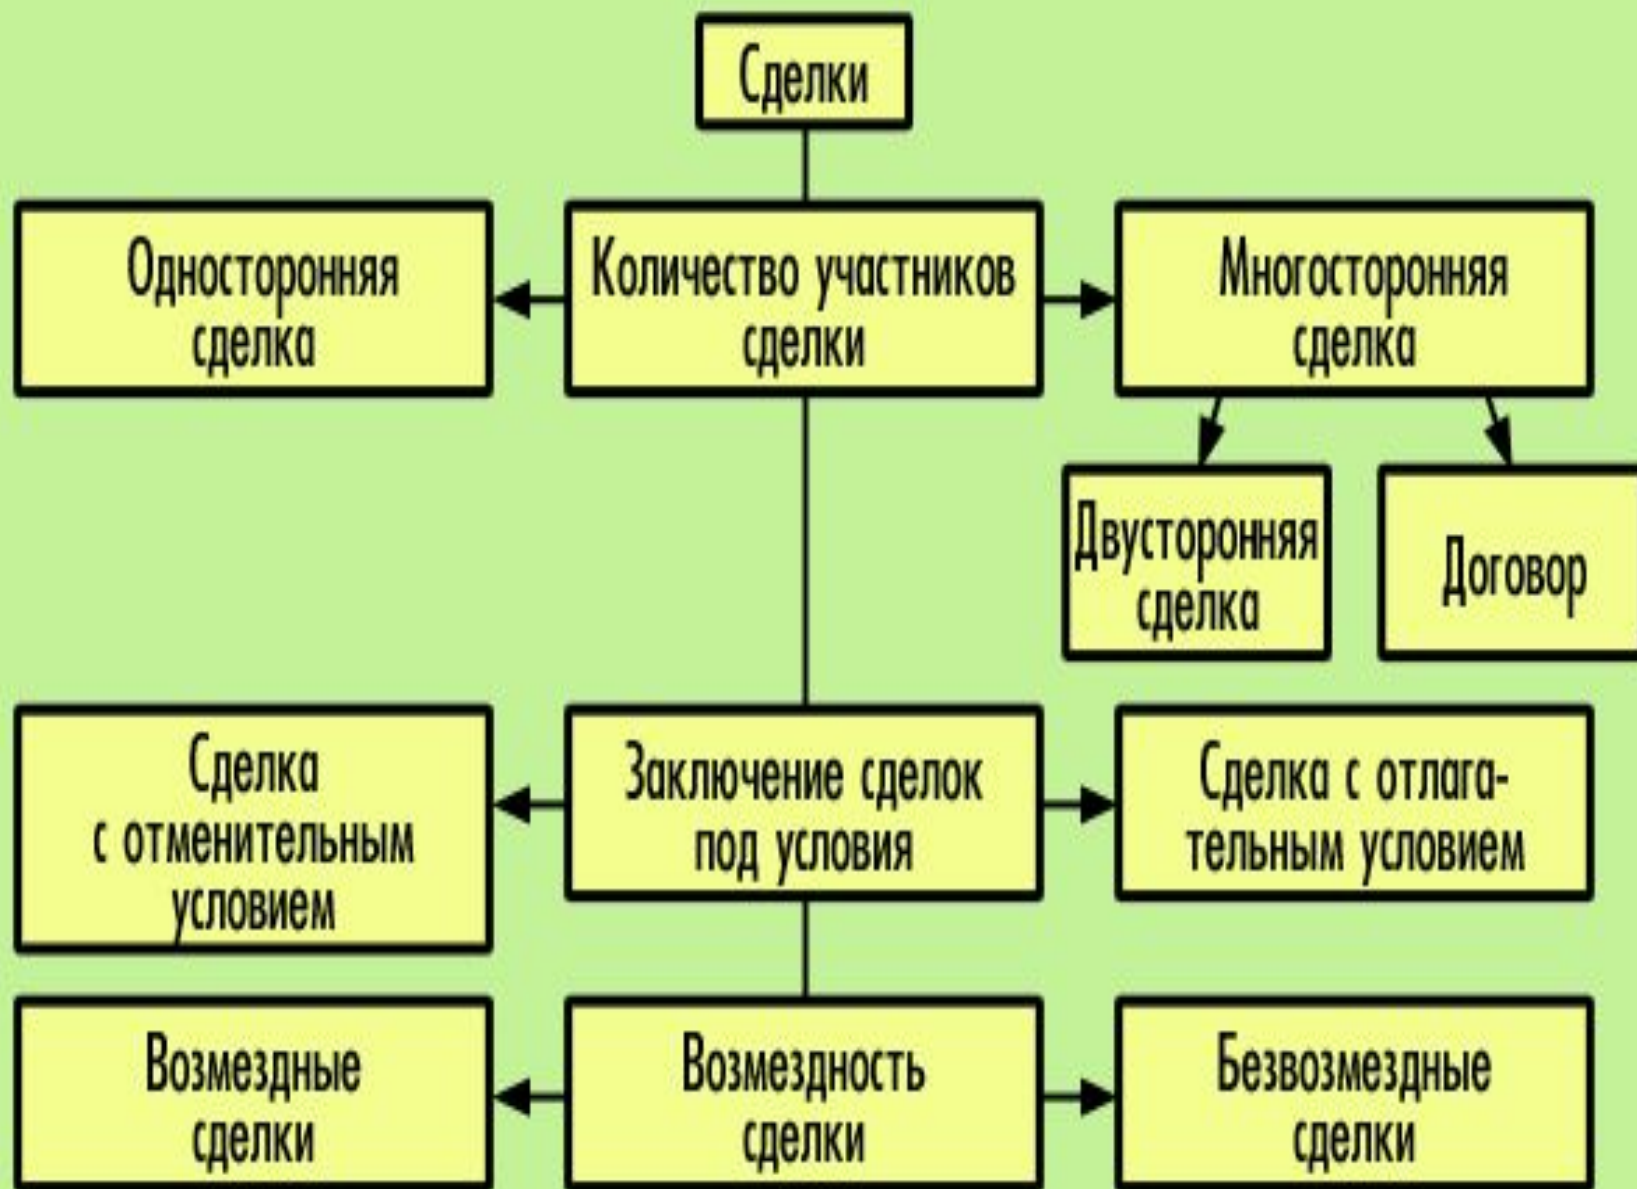 Сделки
Односторонняя
сделка
Количество участников
сделки
Многосторонняя
сделка
Двусторонняя
сделка
Договор
Сделка
с отменительным
условием
Заключение сделок
под условия
Сделка с отлага-
тельным условием
Возмездные
сделки
Возмездность
сделки
Безвозмездные
сделки